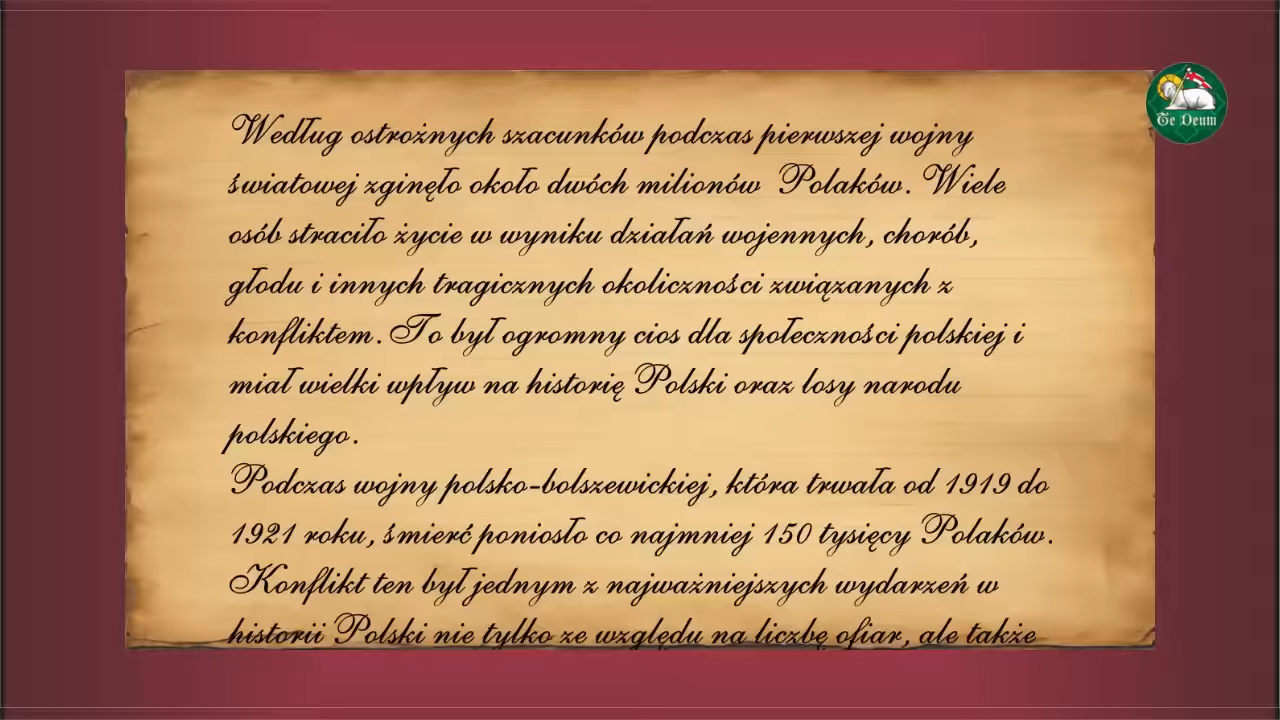 Według ostrożnych szacunków podczas pierwszej wojny
światowej zginęło około dwóch milionów Polaków. Wiele
osób straciło życie w wyniku działań wojennych, chorób,
głodu i innych tragicznych okoliczności związanych z
konfliktem. To był ogromny cios dla społeczności polskiej i
miał wielki wpływ na historię Polski oraz losy narodu
polskiego.
Podczas wojny polsko-bolszewickiej, która trwała od 1919 do
1921 roku, śmierć poniosło co najmniej 150 tysięcy Polaków.
Konflikt ten był jednym z najważniejszych wydarzeń w
historii Polski nie tylko ze względu na liczbę ofiar, ale także
Te Deum